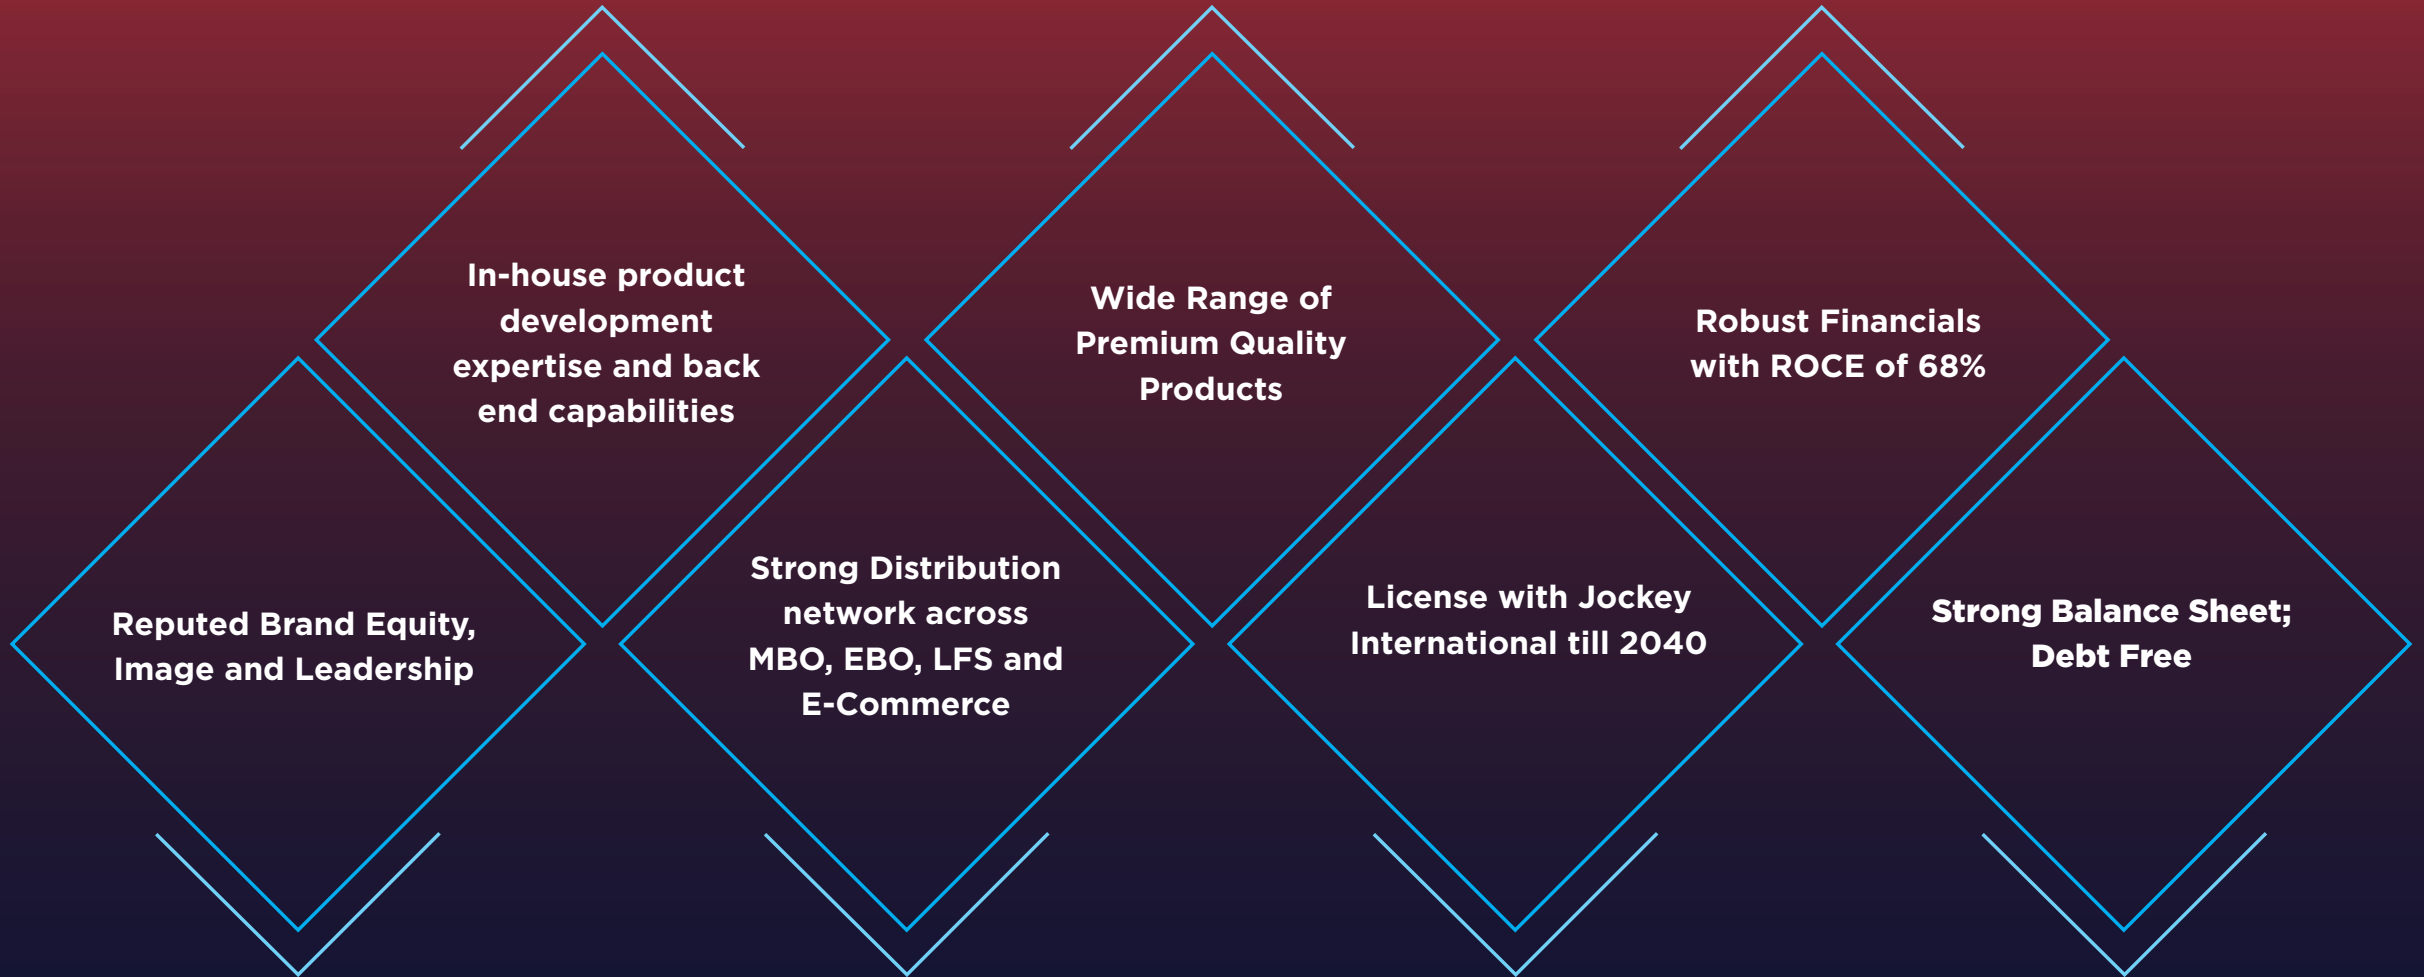 In-house product
development
expertise and back
end capabilities
Wide Range of
Premium Quality
Products
Robust Financials
with ROCE of 68%
Reputed Brand Equity,
Image and Leadership
Strong Distribution
network across
MBO, EBO, LFS and
E-Commerce
License with Jockey
International till 2040
Strong Balance Sheet;
Debt Free